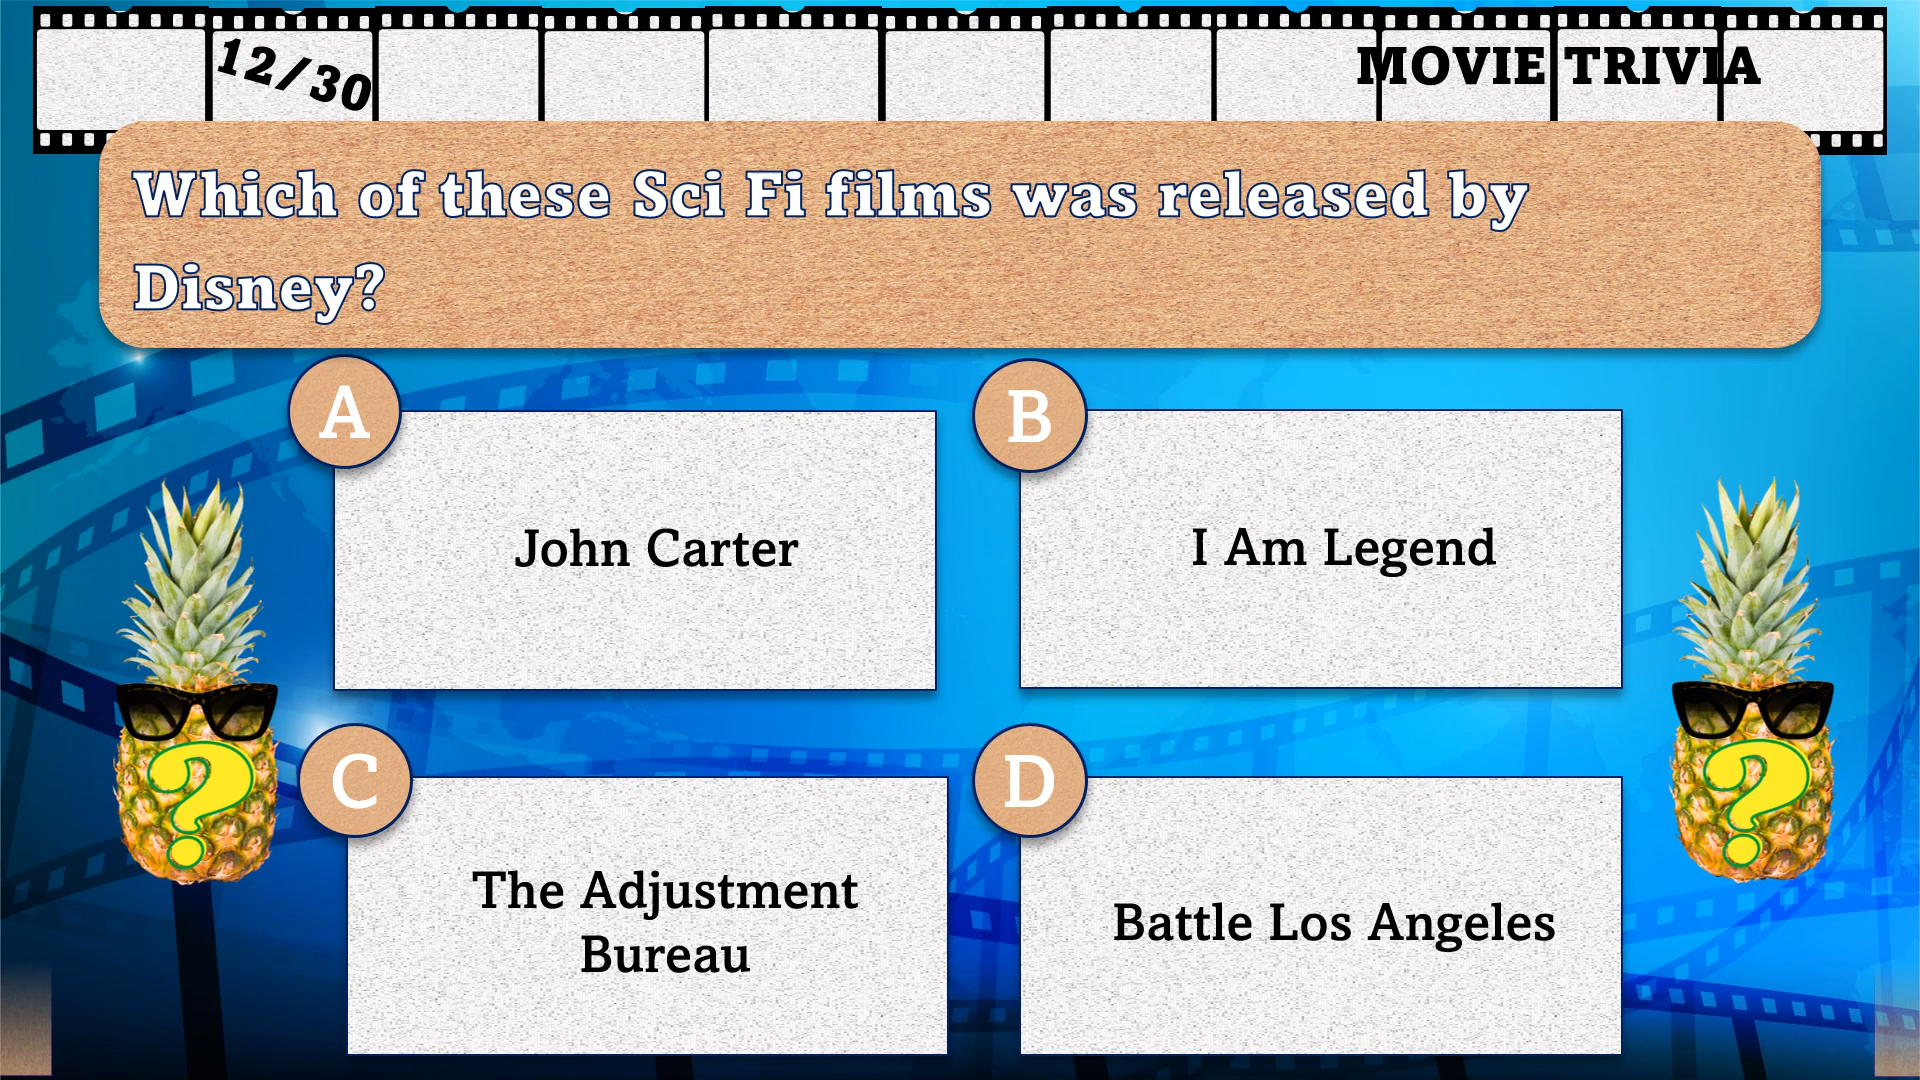 12/30
MOVIE TRIVIA
Which of these Sci Fi films was released by
Disney?
A
John Carter
B
I Am Legend
?
?
C
The Adjustment
Bureau
D
Battle Los Angeles